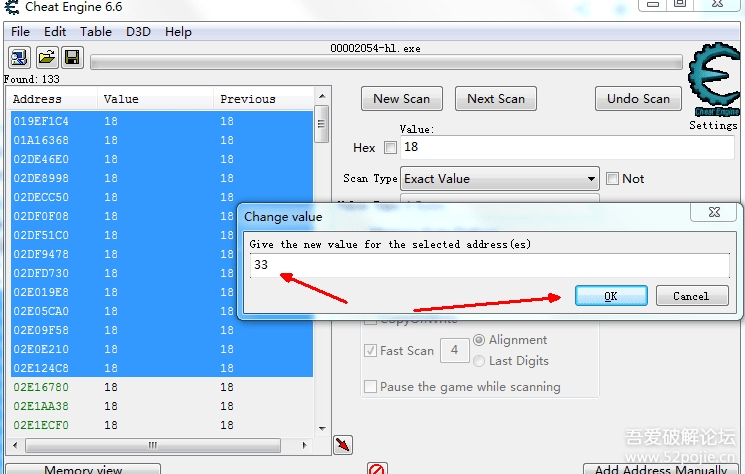 Cheat Engine 6.6
File Edit Table D3D Help
00002054-hl.exe
Found: 133
Address Value Previous
019EF1C4 18 18
01A16368 18 18
02DE46E0 18 18
02DE8998 18 18
02DECC50 18 18
02DF0F08 18 18
02DF51C0 18 18
02DF9478 18 18
02DFD730 18 18
02E019E8 18 18
02E05CA0 18 18
02E09F58 18 18
02E0E210 18 18
02E124C8 18 18
02E16780 18 18
02E1AA38 18 18
02E1ECF0 18 18
New Scan Next Scan Undo Scan
Cheat Engine
Settings
Value:
Hex 18
Scan Type Exact Value Not
Change value
Give the new value for the selected address(es)
33
OK Cancel
CopyOnWrite
Fast Scan 4 Alignment
Last Digits
Pause the game while scanning
Memory view
Add Address Manually
吾爱破解论坛
www.52pojie.cn